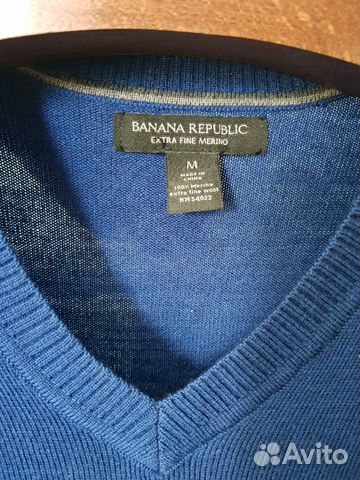 BANANA REPUBLIC
EXTRA FINE MERINO
M
MADE IN
CHINA
100% Merino
extra fine wool
RN 54023
Avito